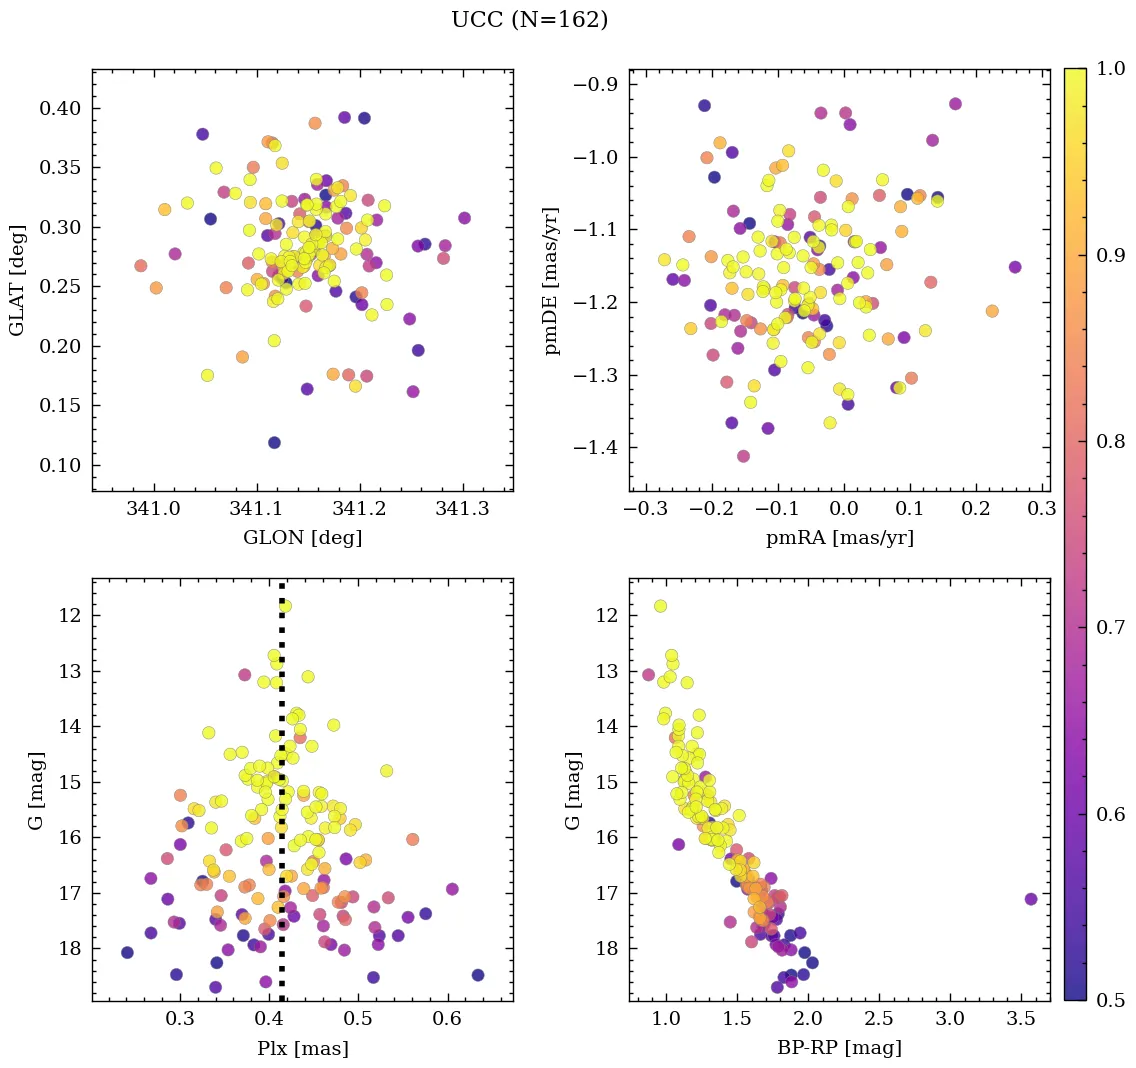 UCC (N=162)
0.40
0.35
0.30
0.25
0.20
0.15
0.10
GLAT [deg]
341.0 341.1 341.2 341.3
GLON [deg]
−0.9
−1.0
−1.1
−1.2
−1.3
−1.4
pmDE [mas/yr]
−0.3 −0.2 −0.1 0.0 0.1 0.2 0.3
pmRA [mas/yr]
12
13
14
15
16
17
18
G [mag]
0.3 0.4 0.5 0.6
Plx [mas]
12
13
14
15
16
17
18
G [mag]
1.0 1.5 2.0 2.5 3.0 3.5
BP-RP [mag]
1.0
0.9
0.8
0.7
0.6
0.5